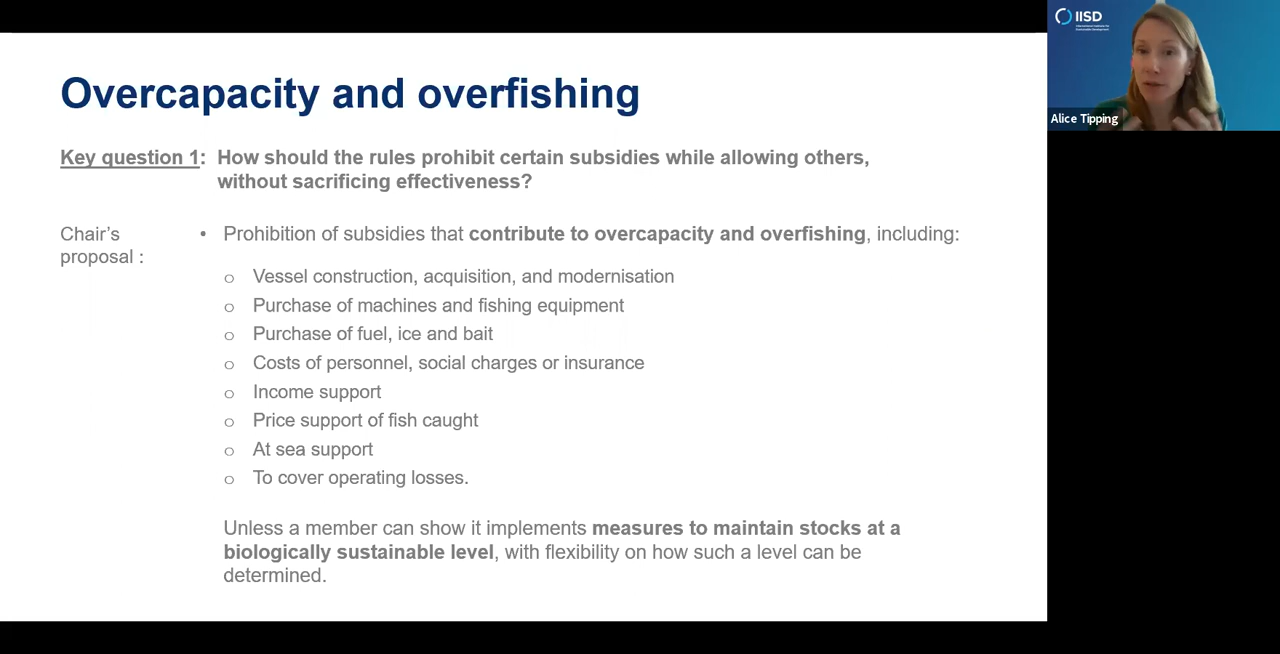 Overcapacity and overfishing
Key question 1: How should the rules prohibit certain subsidies while allowing others,
without sacrificing effectiveness?
Chair's
proposal :
• Prohibition of subsidies that contribute to overcapacity and overfishing, including:
o Vessel construction, acquisition, and modernisation
o Purchase of machines and fishing equipment
o Purchase of fuel, ice and bait
o Costs of personnel, social charges or insurance
o Income support
o Price support of fish caught
o At sea support
o To cover operating losses.
Unless a member can show it implements measures to maintain stocks at a
biologically sustainable level, with flexibility on how such a level can be
determined.
IISD
International Institute for
Sustainable Development
Alice Tipping